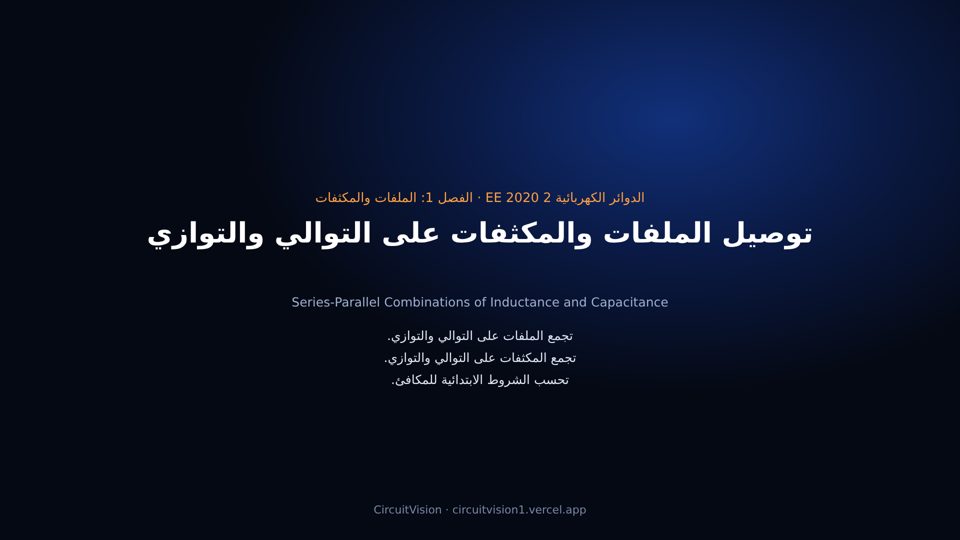 الدوائر الكهربائية 2 EE 2020 · الفصل 1: الملفات والمكثفات
توصيل الملفات والمكثفات على التوالي والتوازي
Series-Parallel Combinations of Inductance and Capacitance
تجمع الملفات على التوالي والتوازي.
تجمع المكثفات على التوالي والتوازي.
تحسب الشروط الابتدائية للمكافئ.
CircuitVision · circuitvision1.vercel.app